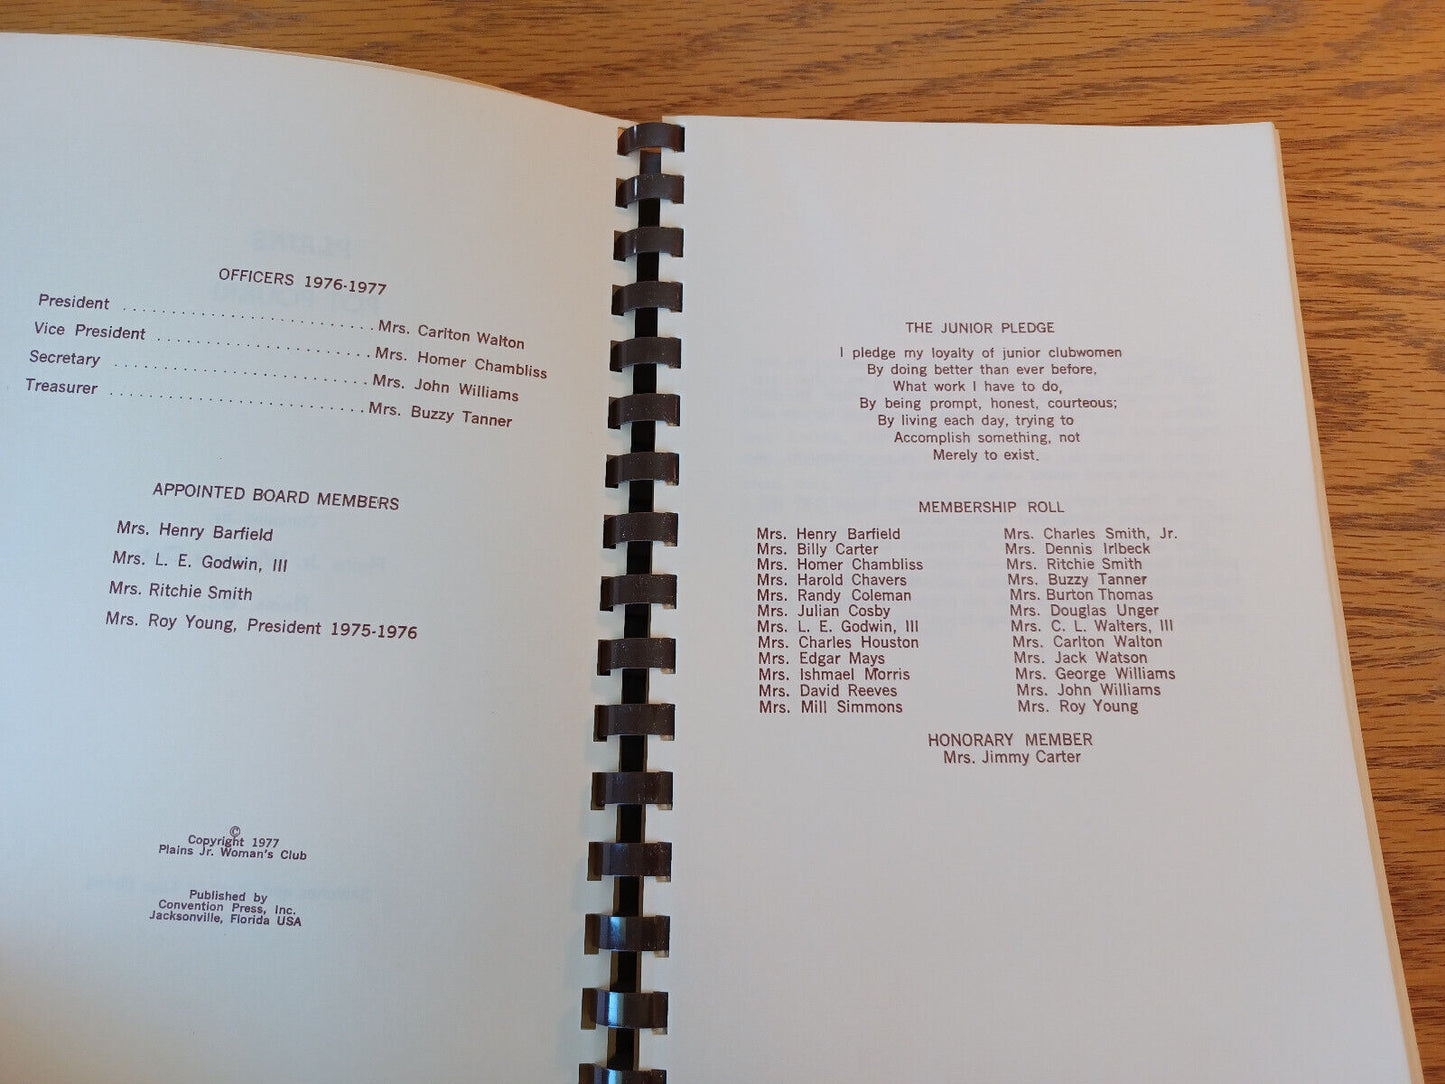 OFFICERS 1976-1977
President ........................... Mrs. Carlton Walton
Vice President ....................... Mrs. Homer Chambliss
Secretary ........................... Mrs. John Williams
Treasurer ........................... Mrs. Buzzy Tanner
APPOINTED BOARD MEMBERS
Mrs. Henry Barfield
Mrs. L. E. Godwin, III
Mrs. Ritchie Smith
Mrs. Roy Young, President 1975-1976
©
Copyright 1977
Plains Jr. Woman's Club
Published by
Convention Press, Inc.
Jacksonville, Florida USA
THE JUNIOR PLEDGE
I pledge my loyalty of junior clubwomen
By doing better than ever before,
What work I have to do,
By being prompt, honest, courteous;
By living each day, trying to
Accomplish something, not
Merely to exist.
MEMBERSHIP ROLL
Mrs. Henry Barfield
Mrs. Billy Carter
Mrs. Homer Chambliss
Mrs. Harold Chavers
Mrs. Randy Coleman
Mrs. Julian Cosby
Mrs. L. E. Godwin, III
Mrs. Charles Houston
Mrs. Edgar Mays
Mrs. Ishmael Morris
Mrs. David Reeves
Mrs. Mill Simmons
Mrs. Charles Smith, Jr.
Mrs. Dennis Irlbeck
Mrs. Ritchie Smith
Mrs. Buzzy Tanner
Mrs. Burton Thomas
Mrs. Douglas Unger
Mrs. C. L. Walters, III
Mrs. Carlton Walton
Mrs. Jack Watson
Mrs. George Williams
Mrs. John Williams
Mrs. Roy Young
HONORARY MEMBER
Mrs. Jimmy Carter